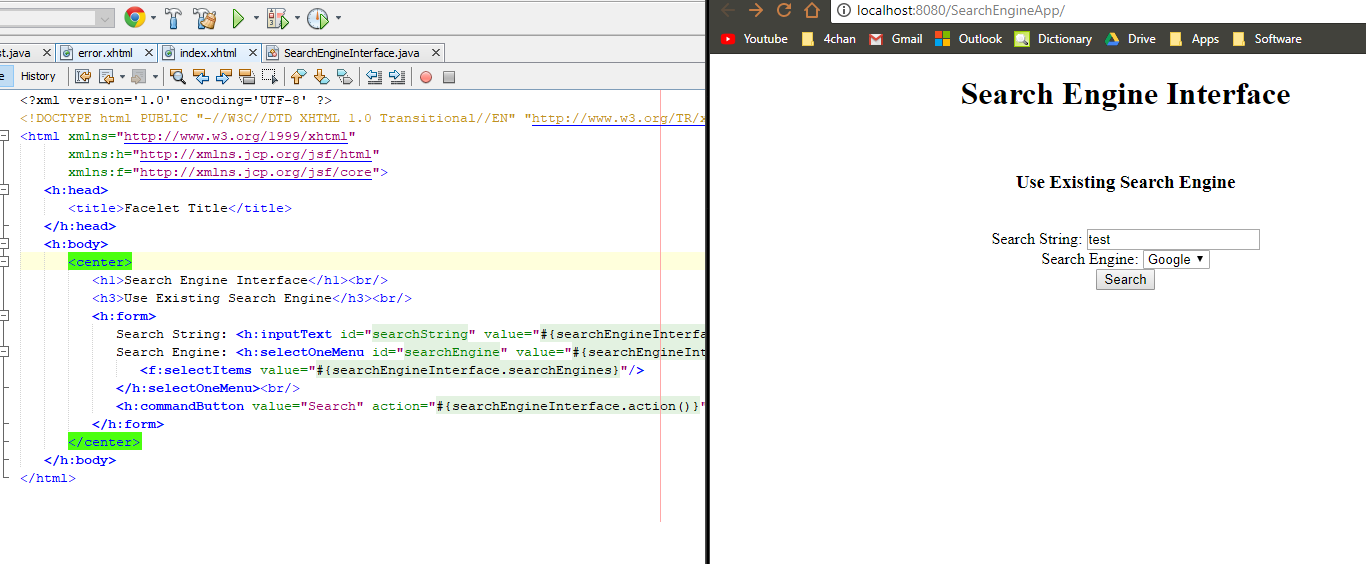 st.java error.xhtml index.xhtml SearchEngineInterface.java
e History
<?xml version='1.0' encoding='UTF-8' ?>
<!DOCTYPE html PUBLIC "-//W3C//DTD XHTML 1.0 Transitional//EN" "http://www.w3.org/TR/x
<html xmlns="http://www.w3.org/1999/xhtml"
xmlns:h="http://xmlns.jcp.org/jsf/html"
xmlns:f="http://xmlns.jcp.org/jsf/core">
<h:head>
<title>Facelet Title</title>
</h:head>
<h:body>
<center>
<h1>Search Engine Interface</h1><br/>
<h3>Use Existing Search Engine</h3><br/>
<h:form>
Search String: <h:inputText id="searchString" value="#{searchEngineInterfa
Search Engine: <h:selectOneMenu id="searchEngine" value="#{searchEngineInt
<f:selectItems value="#{searchEngineInterface.searchEngines}"/>
</h:selectOneMenu><br/>
<h:commandButton value="Search" action="#{searchEngineInterface.action()}"
</h:form>
</center>
</h:body>
</html>
localhost:8080/SearchEngineApp/
Youtube 4chan Gmail Outlook Dictionary Drive Apps Software
Search Engine Interface
Use Existing Search Engine
Search String: test
Search Engine: Google
Search